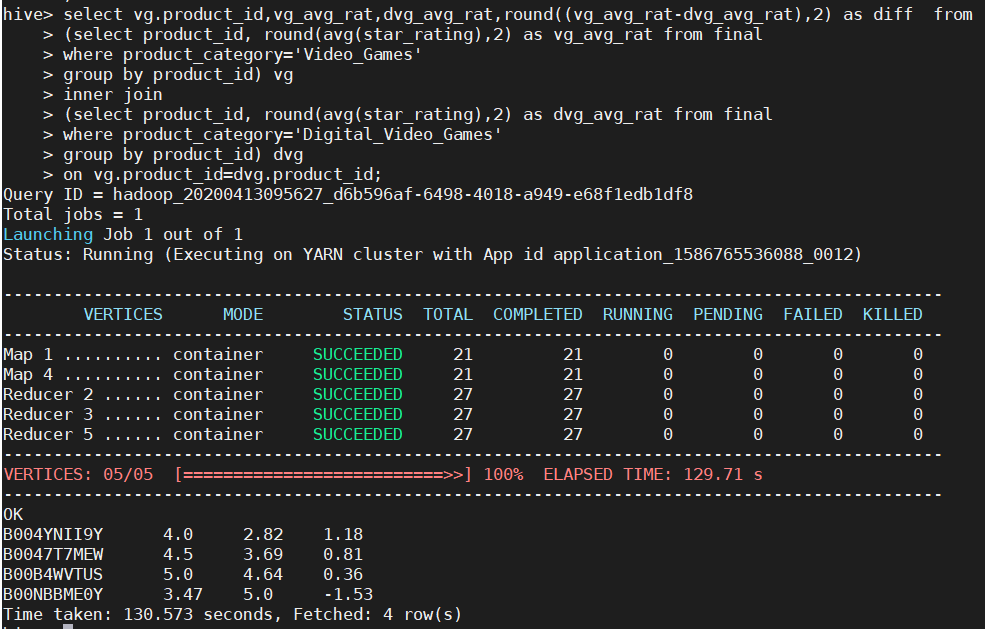 hive> select vg.product_id,vg_avg_rat,dvg_avg_rat,round((vg_avg_rat-dvg_avg_rat),2) as diff  from
    > (select product_id, round(avg(star_rating),2) as vg_avg_rat from final
    > where product_category='Video_Games'
    > group by product_id) vg
    > inner join
    > (select product_id, round(avg(star_rating),2) as dvg_avg_rat from final
    > where product_category='Digital_Video_Games'
    > group by product_id) dvg
    > on vg.product_id=dvg.product_id;
Query ID = hadoop_20200413095627_d6b596af-6498-4018-a949-e68f1edb1df8
Total jobs = 1
Launching Job 1 out of 1
Status: Running (Executing on YARN cluster with App id application_1586765536088_0012)
----------------------------------------------------------------------------------------------
        VERTICES      MODE        STATUS  TOTAL  COMPLETED  RUNNING  PENDING  FAILED  KILLED
----------------------------------------------------------------------------------------------
Map 1 .......... container     SUCCEEDED     21         21        0        0       0       0
Map 4 .......... container     SUCCEEDED     21         21        0        0       0       0
Reducer 2 ...... container     SUCCEEDED     27         27        0        0       0       0
Reducer 3 ...... container     SUCCEEDED     27         27        0        0       0       0
Reducer 5 ...... container     SUCCEEDED     27         27        0        0       0       0
----------------------------------------------------------------------------------------------
VERTICES: 05/05  [==========================>>] 100%  ELAPSED TIME: 129.71 s
----------------------------------------------------------------------------------------------
OK
B004YNII9Y      4.0     2.82    1.18
B0047T7MEW      4.5     3.69    0.81
B00B4WVTUS      5.0     4.64    0.36
B00NBBME0Y      3.47    5.0     -1.53
Time taken: 130.573 seconds, Fetched: 4 row(s)